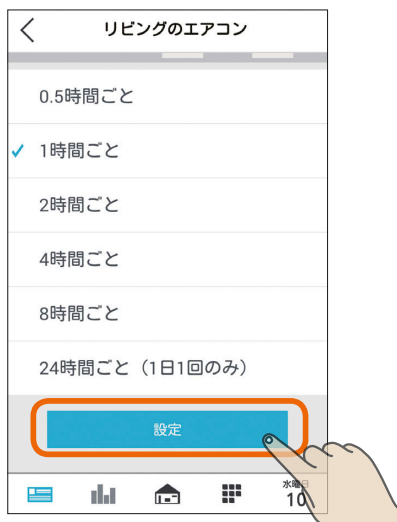 リビングのエアコン
0.5時間ごと
1時間ごと
2時間ごと
4時間ごと
8時間ごと
24時間ごと（1日1回のみ）
設定
水曜日
10